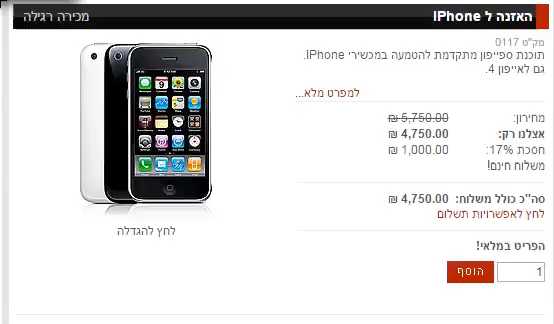 האזנה ל iPhone
מכירה רגילה
מק"ט 0117
תוכנת ספייפון מתקדמת להטמעה במכשירי iPhone.
גם לאייפון 4.
למפרט מלא...
מחירון: 5,750.00 ₪
אצלנו רק: 4,750.00 ₪
חסכת 17%: 1,000.00 ₪
משלוח חינם!
סה"כ כולל משלוח: 4,750.00 ₪
לחץ לאפשרויות תשלום
לחץ להגדלה
הפריט במלאי!
1
הוסף